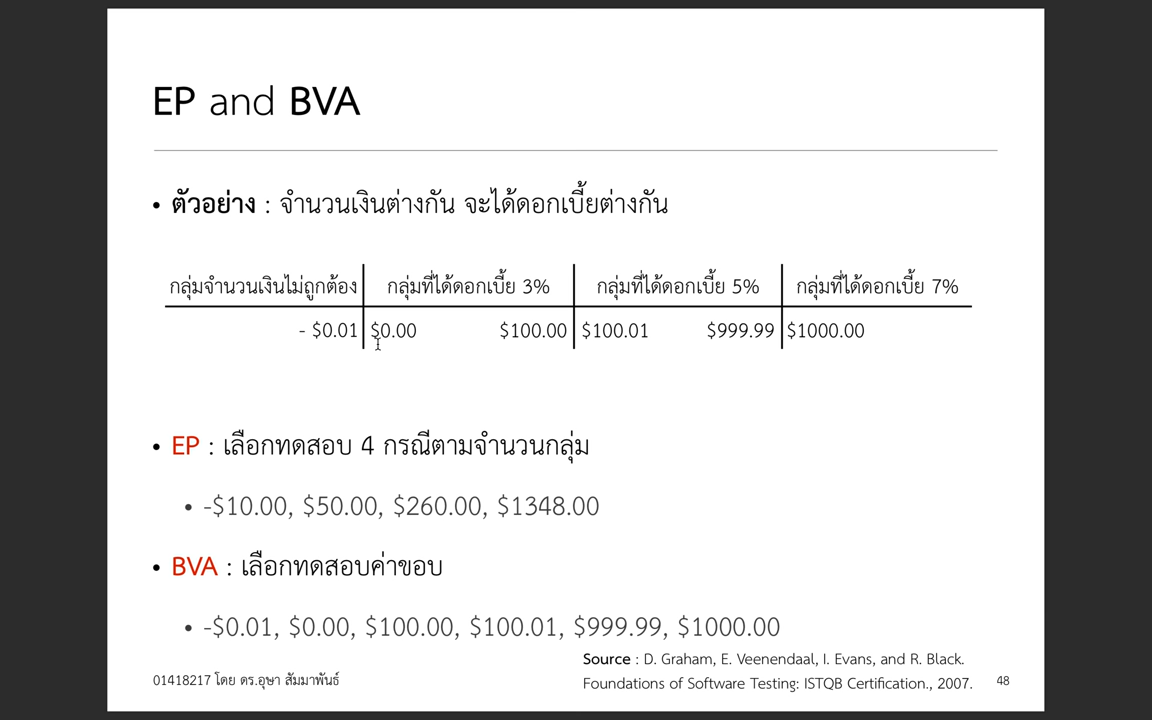 EP and BVA
• ตัวอย่าง : จำนวนเงินต่างกัน จะได้ดอกเบี้ยต่างกัน
กลุ่มจำนวนเงินไม่ถูกต้อง กลุ่มที่ได้ดอกเบี้ย 3% กลุ่มที่ได้ดอกเบี้ย 5% กลุ่มที่ได้ดอกเบี้ย 7%
- $0.01 $0.00 $100.00 $100.01 $999.99 $1000.00
• EP : เลือกทดสอบ 4 กรณีตามจำนวนกลุ่ม
• -$10.00, $50.00, $260.00, $1348.00
• BVA : เลือกทดสอบค่าขอบ
• -$0.01, $0.00, $100.00, $100.01, $999.99, $1000.00
Source : D. Graham, E. Veenendaal, I. Evans, and R. Black.
Foundations of Software Testing: ISTQB Certification., 2007.
01418217 โดย ดร.อุษา สัมมาพันธ์
48